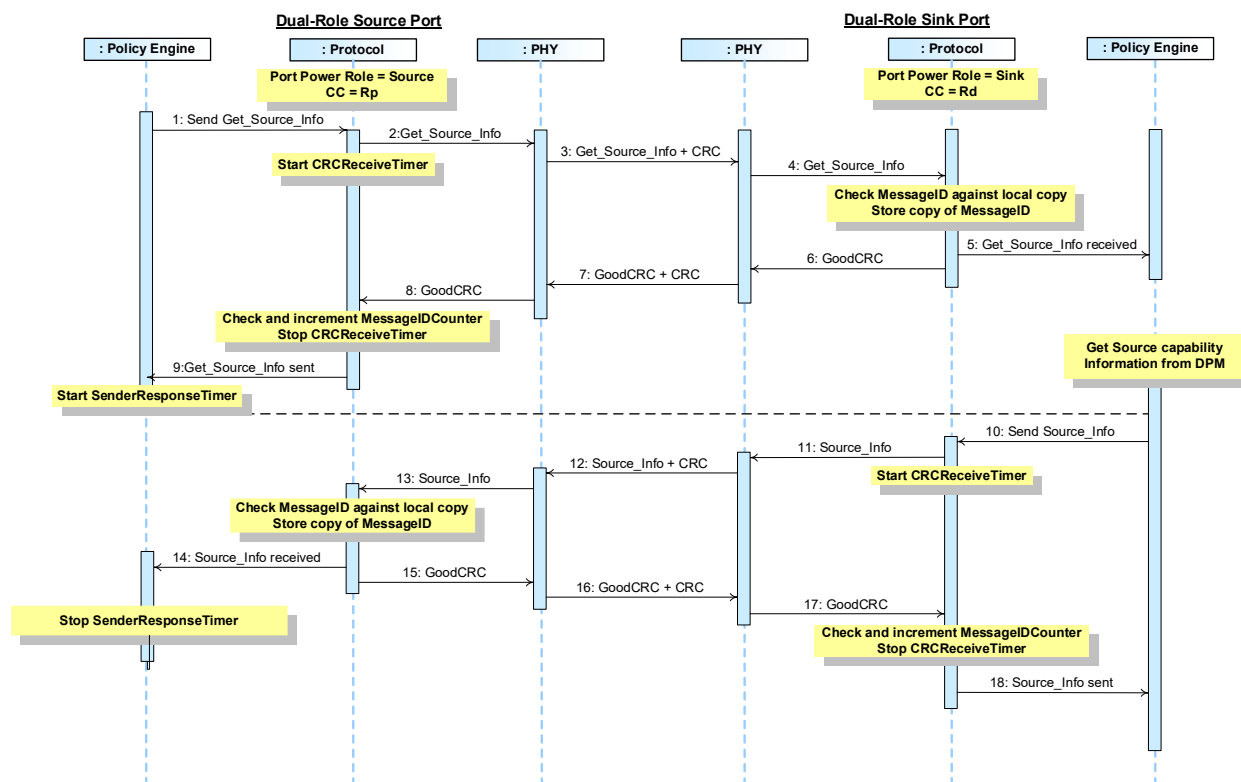 Dual-Role Source Port
Dual-Role Sink Port
: Policy Engine
: Protocol
: PHY
: PHY
: Protocol
: Policy Engine
Port Power Role = Source
CC = Rp
Port Power Role = Sink
CC = Rd
1: Send Get_Source_Info
2:Get_Source_Info
Start CRCReceiveTimer
3: Get_Source_Info + CRC
4: Get_Source_Info
Check MessageID against local copy
Store copy of MessageID
5: Get_Source_Info received
6: GoodCRC
7: GoodCRC + CRC
8: GoodCRC
Check and increment MessageIDCounter
Stop CRCReceiveTimer
9:Get_Source_Info sent
Start SenderResponseTimer
Get Source capability
Information from DPM
10: Send Source_Info
11: Source_Info
Start CRCReceiveTimer
12: Source_Info + CRC
13: Source_Info
Check MessageID against local copy
Store copy of MessageID
14: Source_Info received
15: GoodCRC
16: GoodCRC + CRC
17: GoodCRC
Stop SenderResponseTimer
Check and increment MessageIDCounter
Stop CRCReceiveTimer
18: Source_Info sent